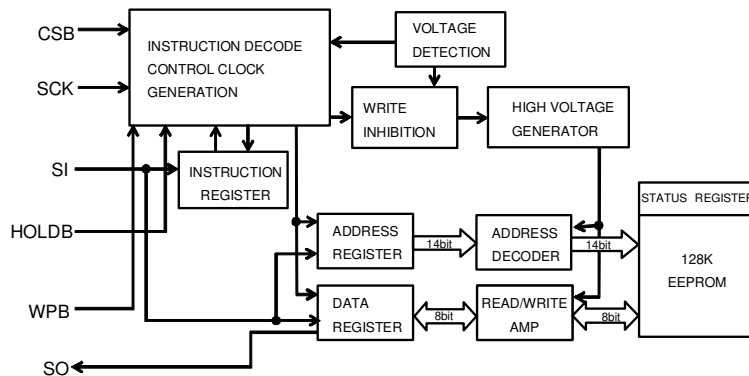 CSB
SCK
SI
HOLDB
WPB
SO
INSTRUCTION DECODE
CONTROL CLOCK
GENERATION
VOLTAGE
DETECTION
WRITE
INHIBITION
HIGH VOLTAGE
GENERATOR
INSTRUCTION
REGISTER
ADDRESS
REGISTER
14bit
ADDRESS
DECODER
14bit
DATA
REGISTER
8bit
READ/WRITE
AMP
8bit
STATUS REGISTER
128K
EEPROM